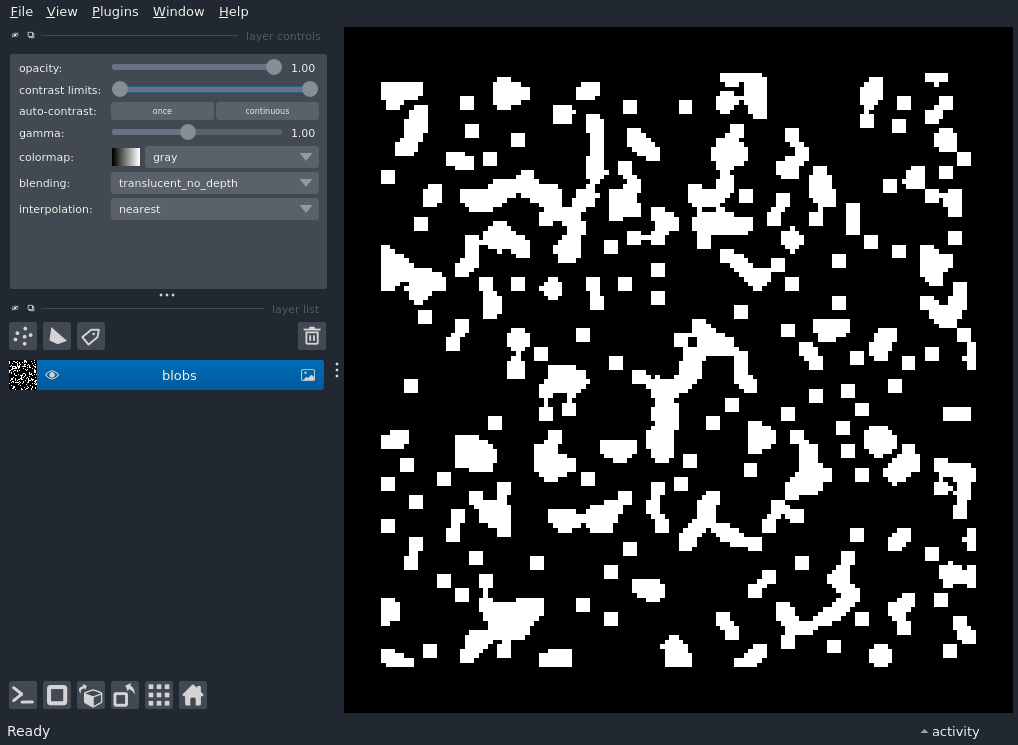 File View Plugins Window Help
layer controls
opacity: 1.00
contrast limits:
auto-contrast: once continuous
gamma: 1.00
colormap: gray
blending: translucent_no_depth
interpolation: nearest
layer list
blobs
Ready
activity